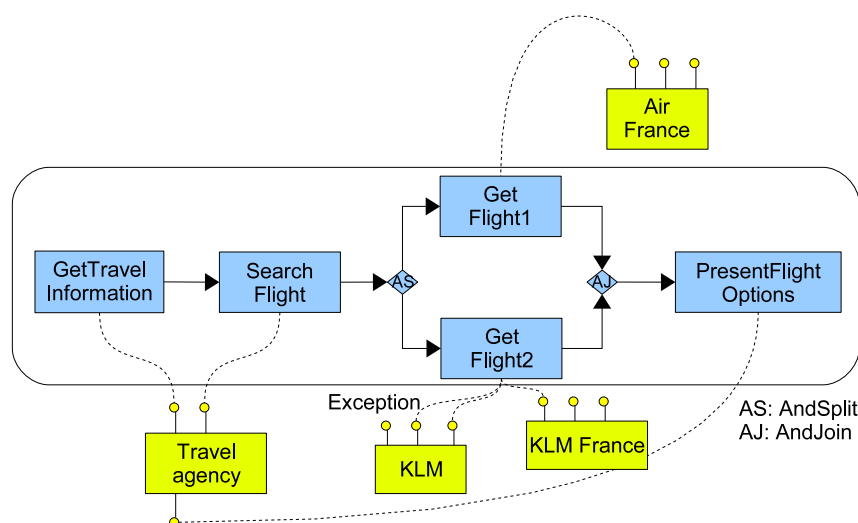 Air
France
Get
Flight1
GetTravel
Information
Search
Flight
AS
AJ
PresentFlight
Options
Get
Flight2
Exception
Travel
agency
KLM
KLM France
AS: AndSplit
AJ: AndJoin